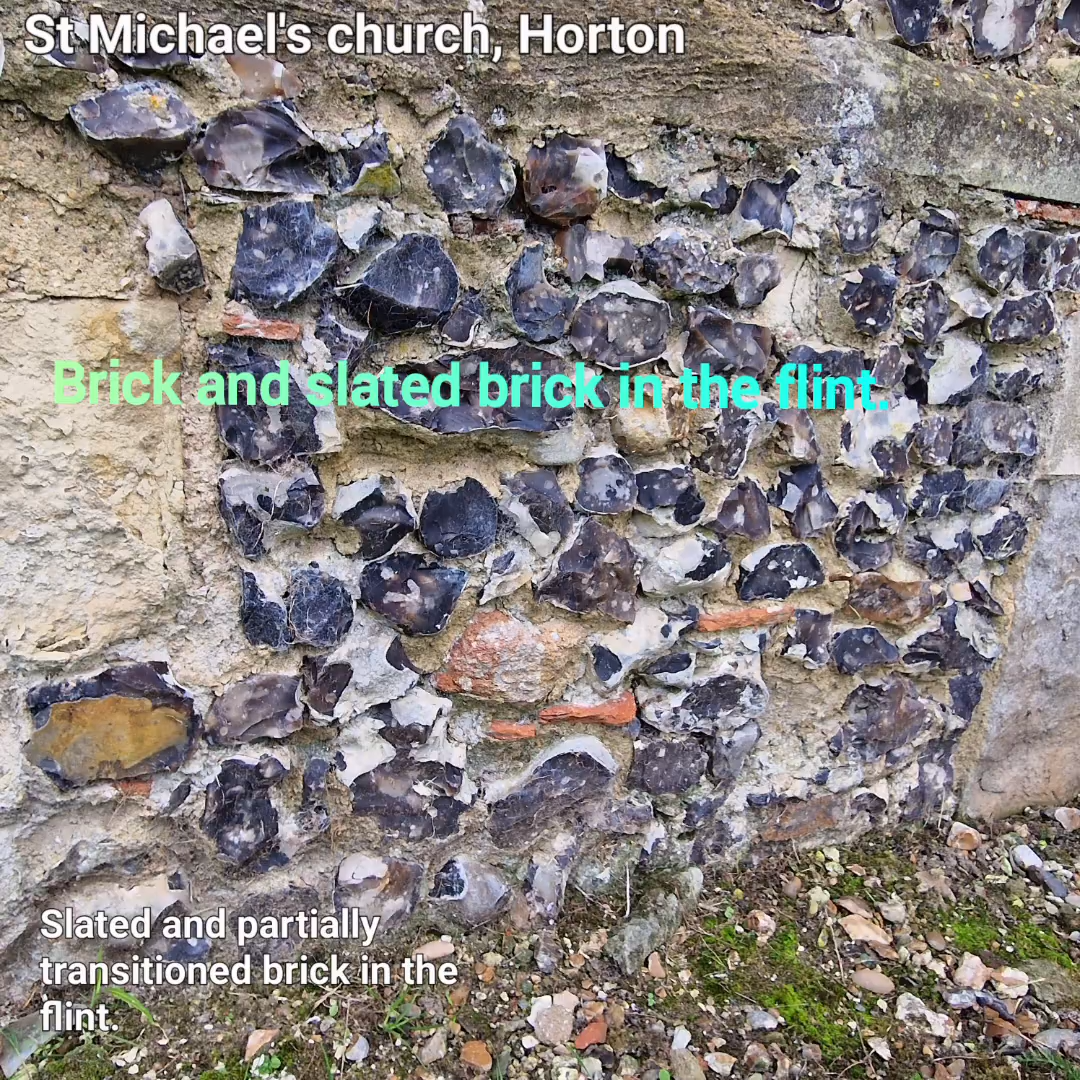 St Michael's church, Horton
Brick and slated brick in the flint.
Slated and partially
transitioned brick in the
flint.